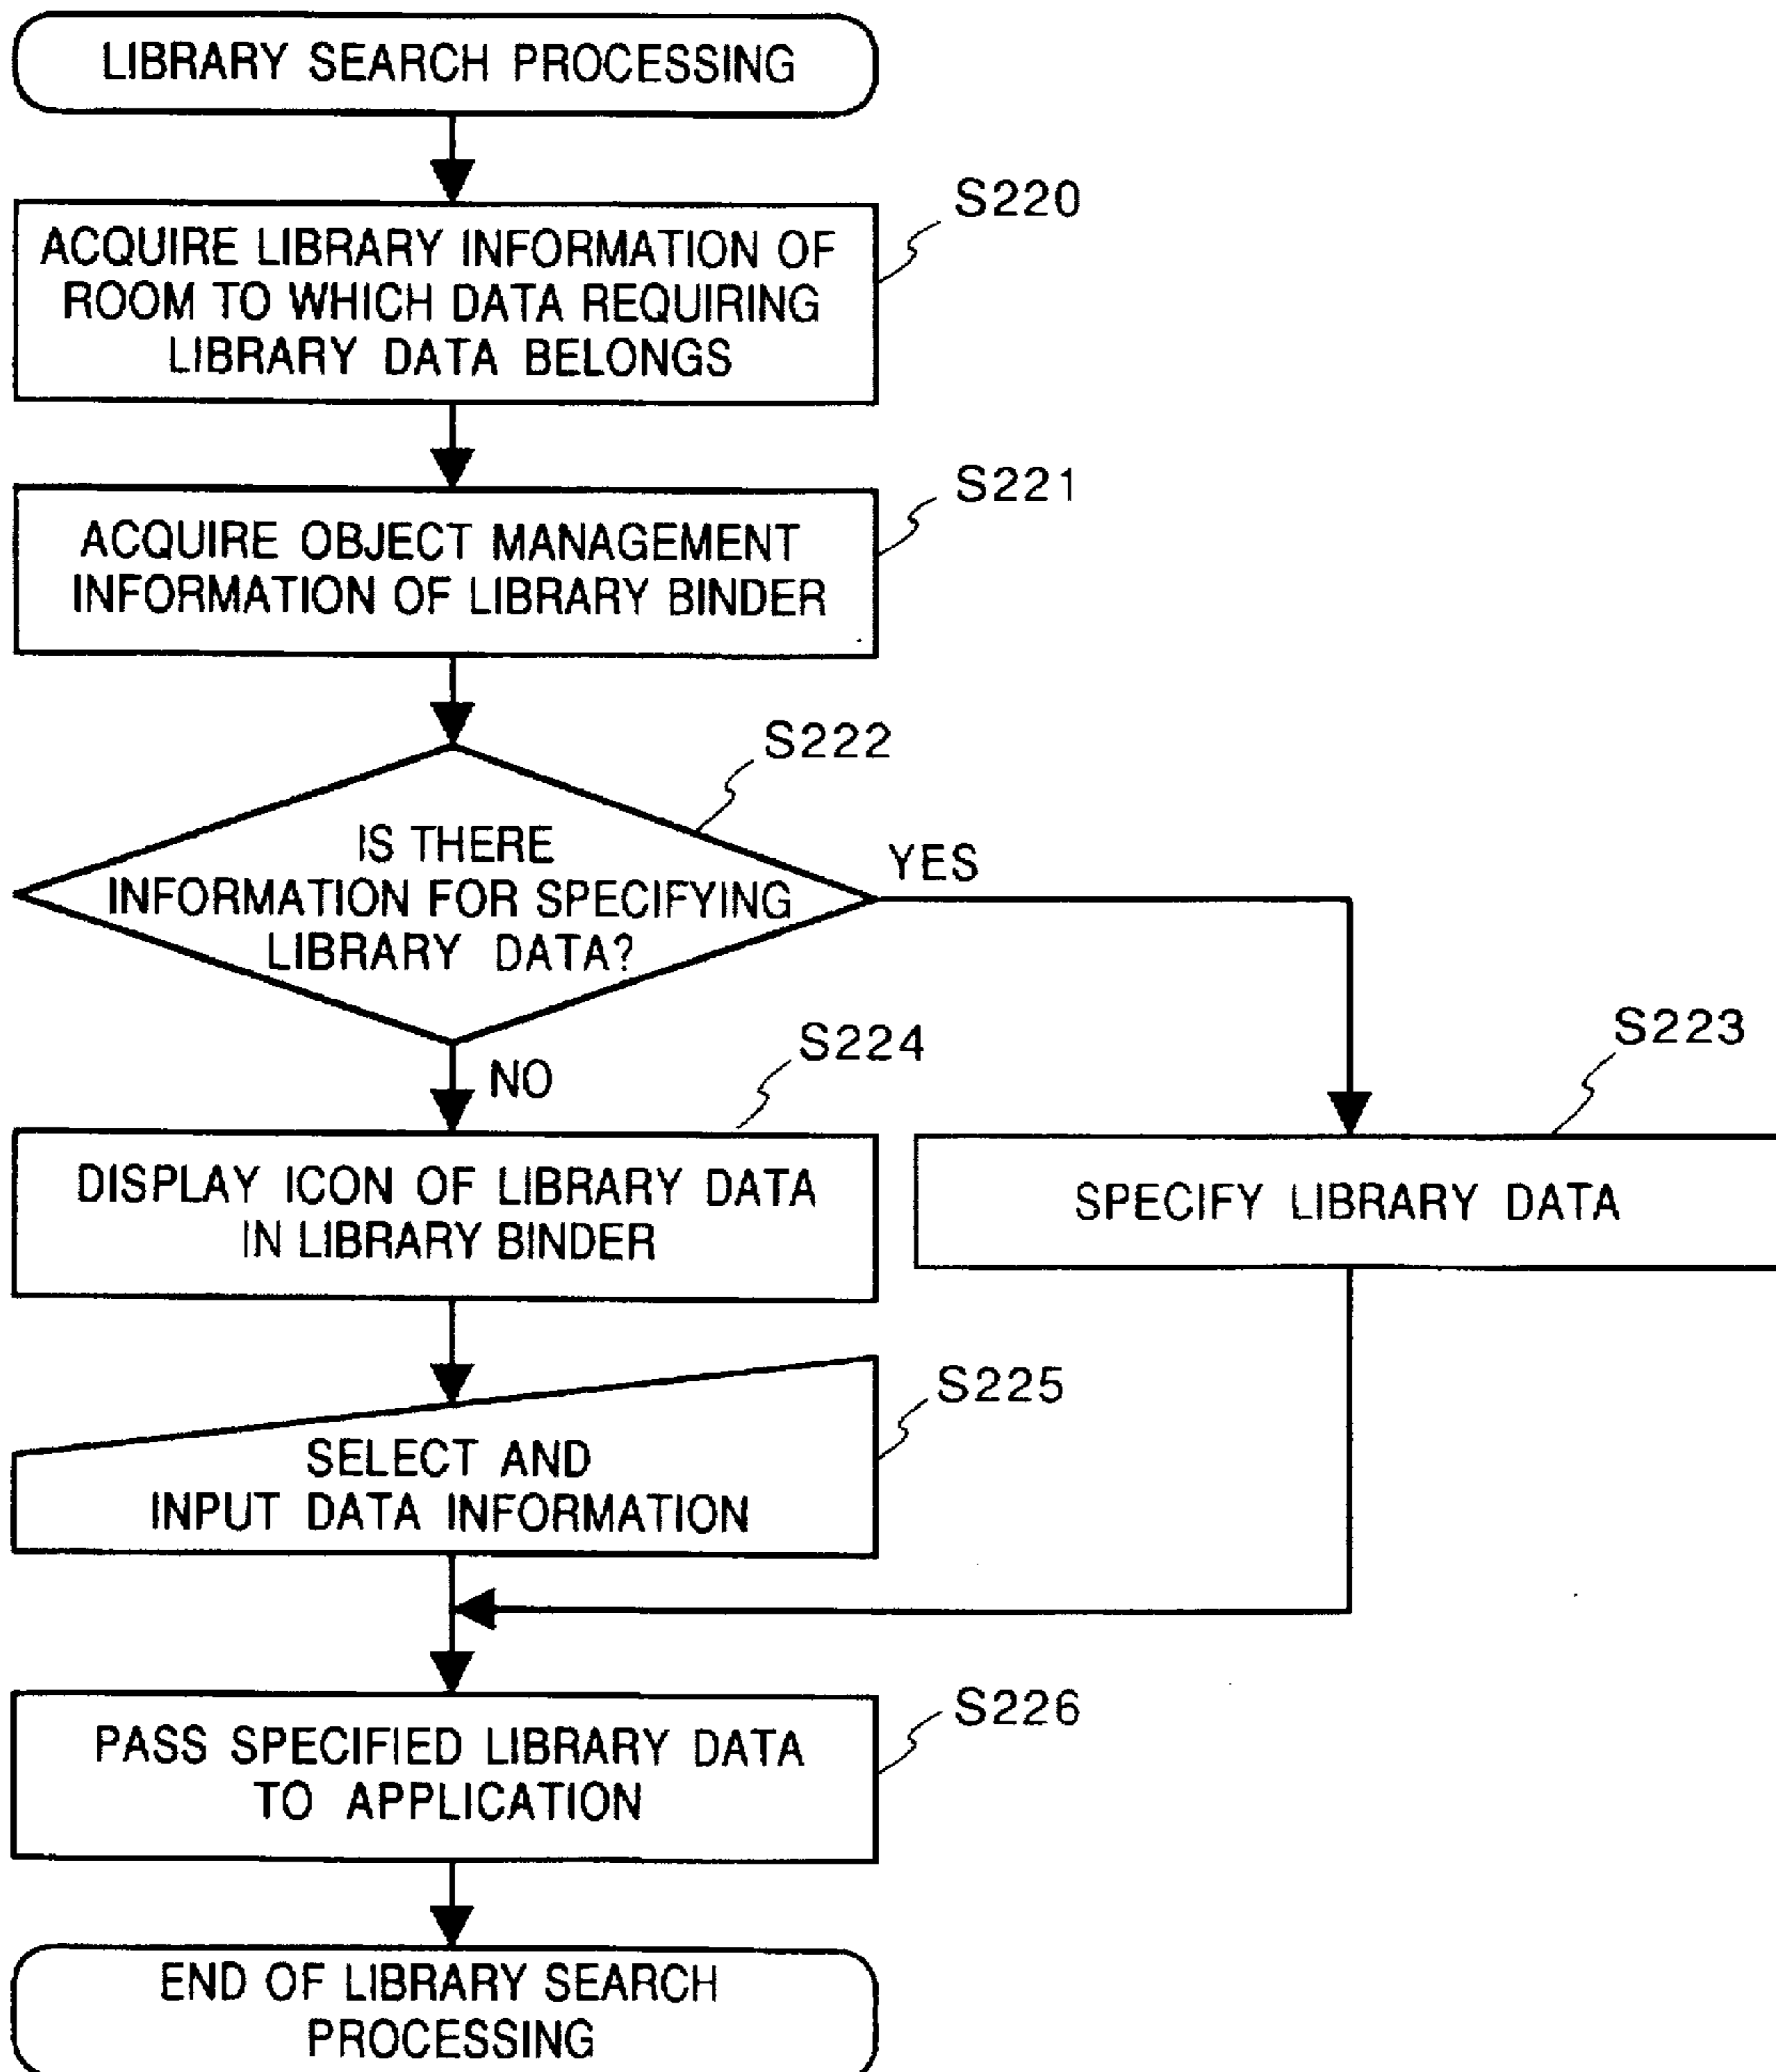 LIBRARY SEARCH PROCESSING
S220
ACQUIRE LIBRARY INFORMATION OF
ROOM TO WHICH DATA REQUIRING
LIBRARY DATA BELONGS
S221
ACQUIRE OBJECT MANAGEMENT
INFORMATION OF LIBRARY BINDER
S222
IS THERE
INFORMATION FOR SPECIFYING
LIBRARY DATA?
YES
NO
S224
S223
DISPLAY ICON OF LIBRARY DATA
IN LIBRARY BINDER
SPECIFY LIBRARY DATA
S225
SELECT AND
INPUT DATA INFORMATION
S226
PASS SPECIFIED LIBRARY DATA
TO APPLICATION
END OF LIBRARY SEARCH
PROCESSING